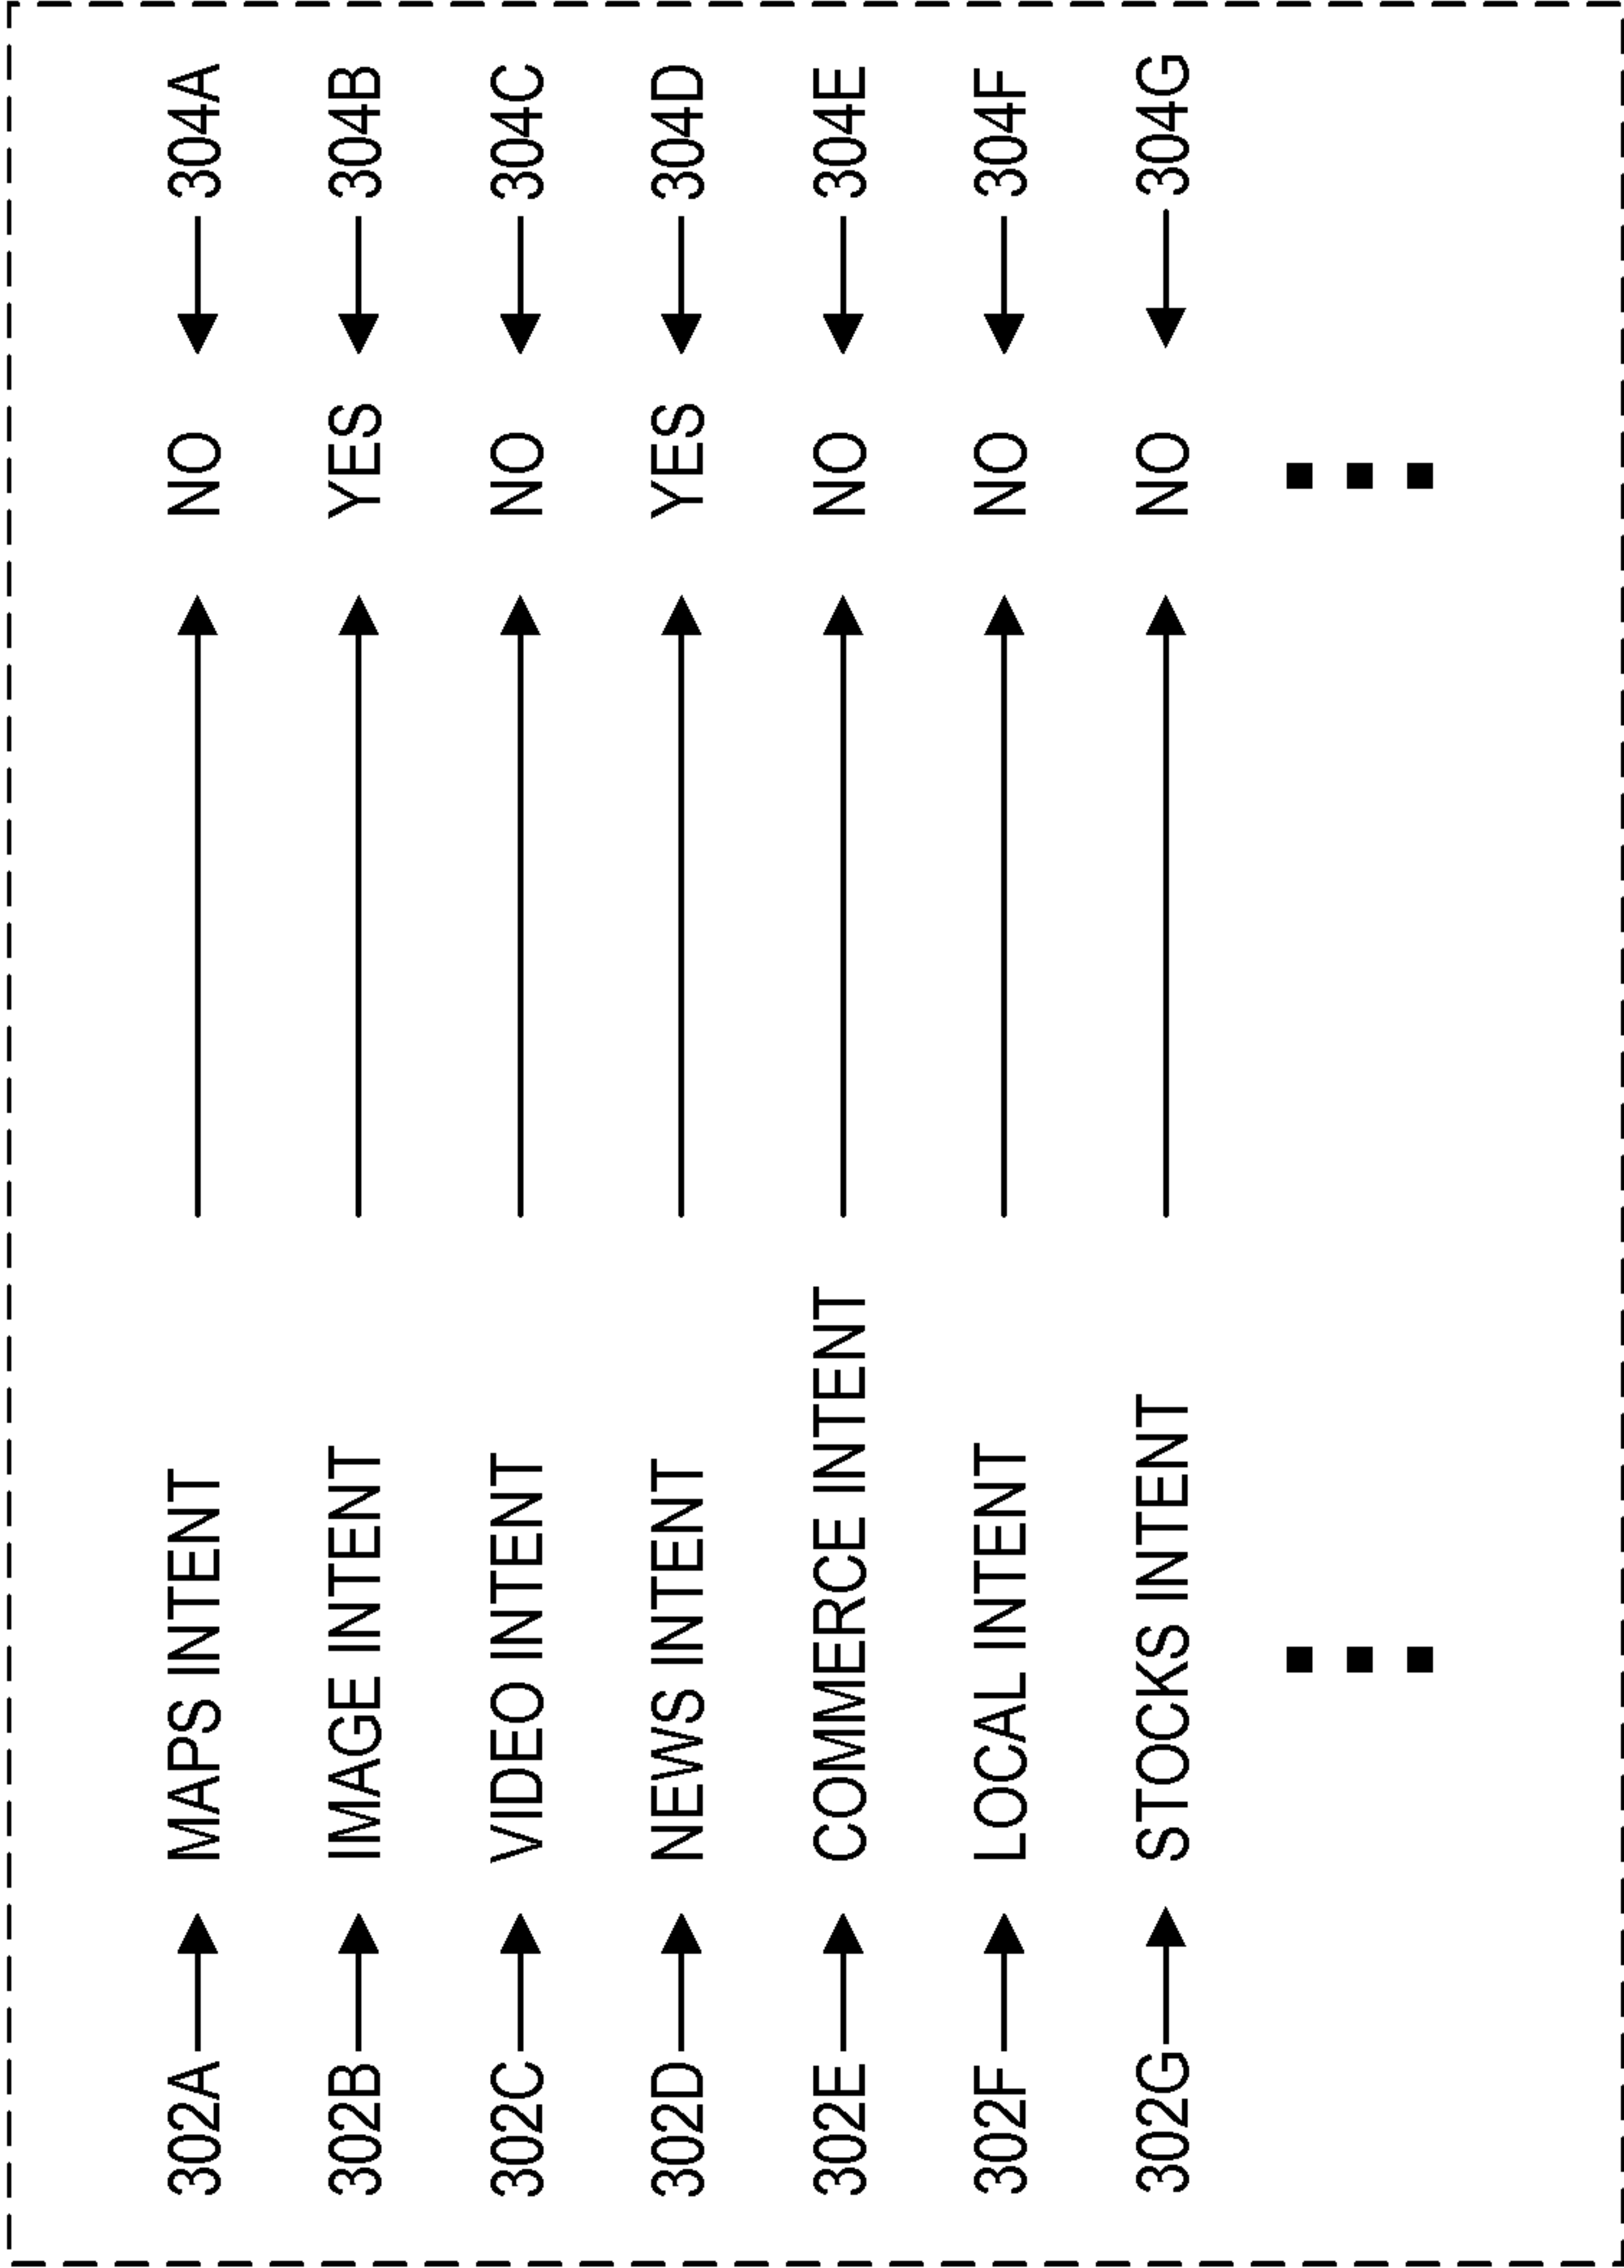 302A MAPS INTENT NO 304A
302B IMAGE INTENT YES 304B
302C VIDEO INTENT NO 304C
302D NEWS INTENT YES 304D
302E COMMERCE INTENT NO 304E
302F LOCAL INTENT NO 304F
302G STOCKS INTENT NO 304G